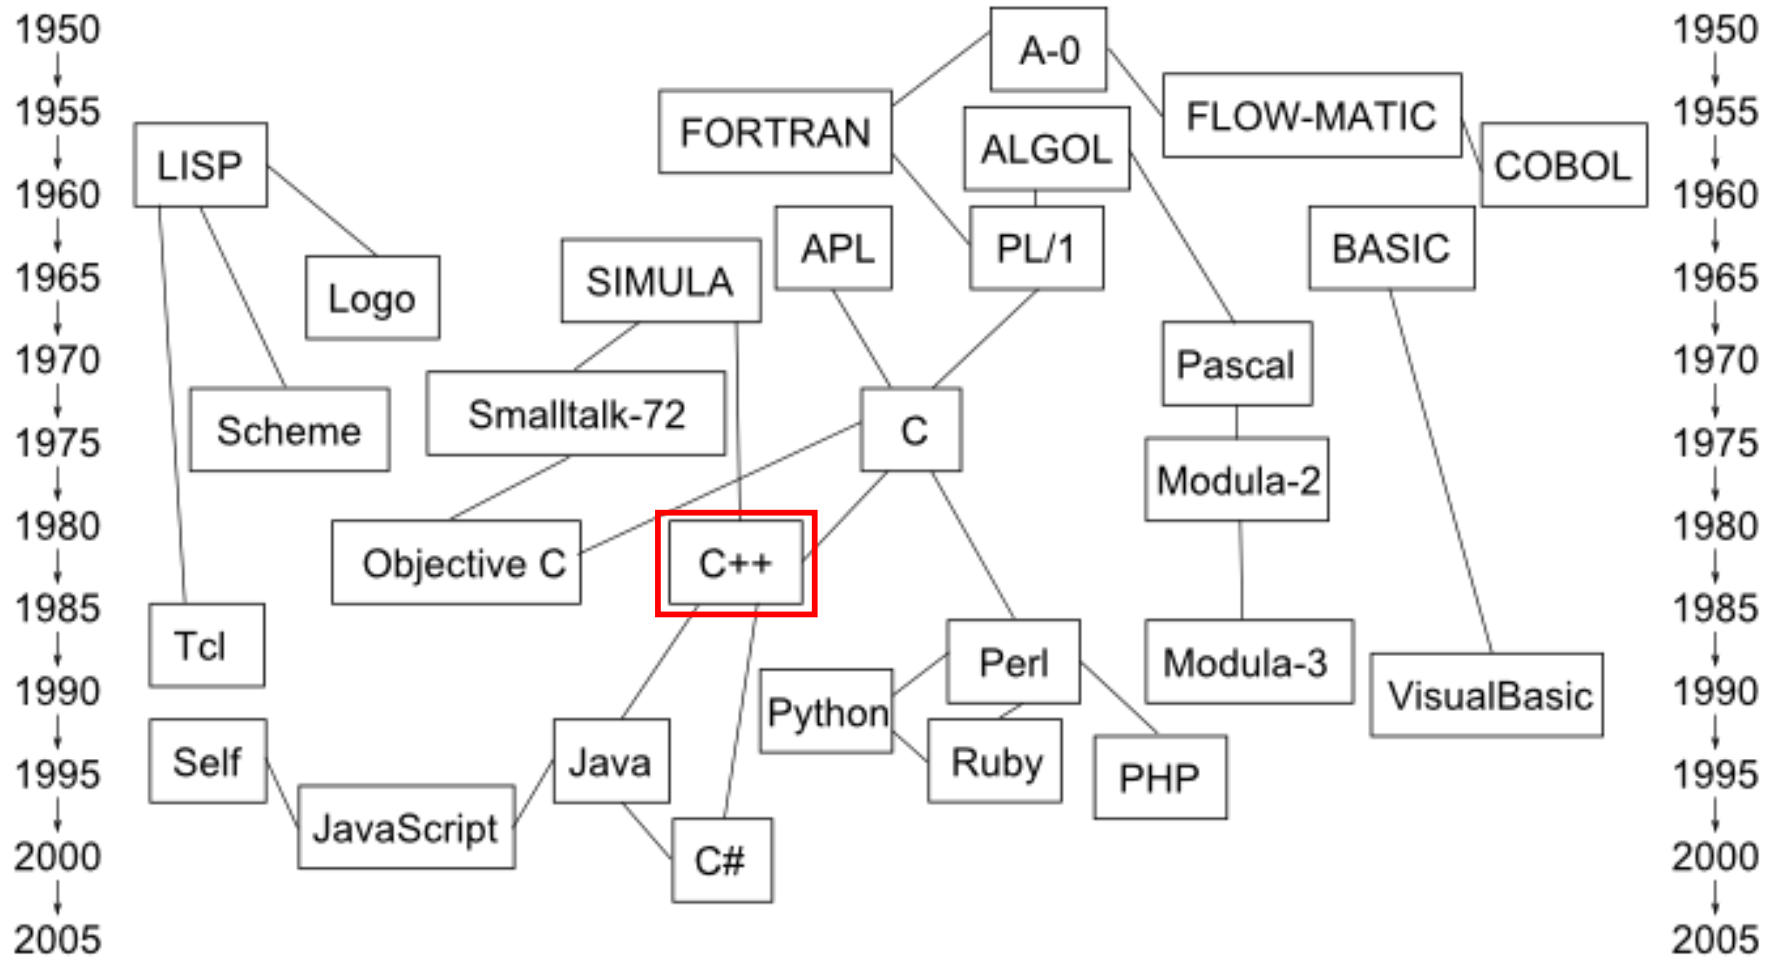 1950
1955
1960
1965
1970
1975
1980
1985
1990
1995
2000
2005
A-0
FORTRAN
FLOW-MATIC
ALGOL
LISP
COBOL
APL
PL/1
BASIC
SIMULA
Logo
Pascal
Smalltalk-72
Scheme
C
Modula-2
Objective C
C++
Tcl
Perl
Modula-3
VisualBasic
Python
Self
Java
Ruby
PHP
JavaScript
C#
1950
1955
1960
1965
1970
1975
1980
1985
1990
1995
2000
2005